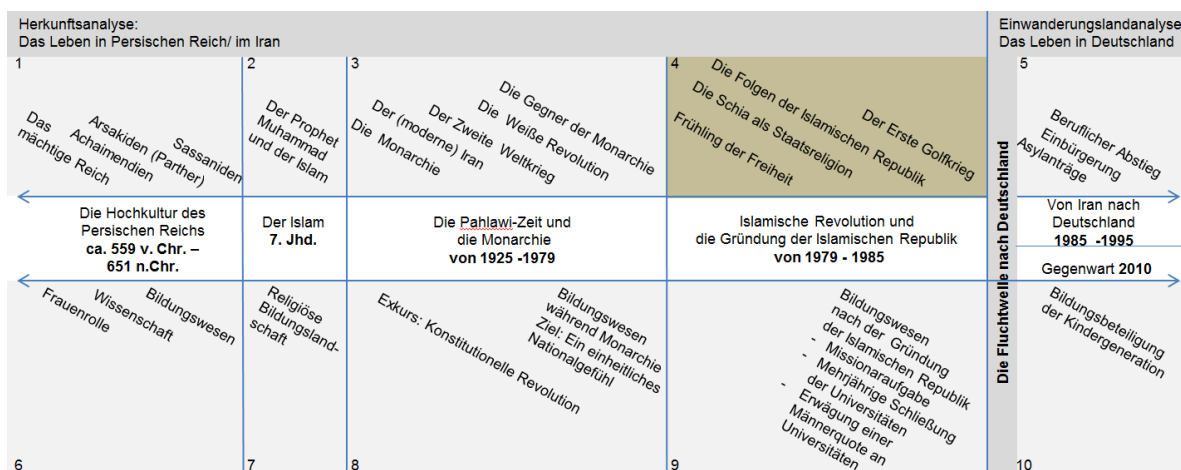 Herkunftsanalyse:
Das Leben in Persischen Reich/ im Iran
Einwanderungslandanalyse
Das Leben in Deutschland
1
Das
mächtige Reich
Achaimendien
Arsakiden (Parther)
Sassaniden
2
Der Prophet
Muhammad
und der Islam
3
Die Monarchie
Der (moderne) Iran
Der Zweite Weltkrieg
Die Weiße Revolution
Die Gegner der Monarchie
4
Frühling der Freiheit
Die Schia als Staatsreligion
Die Folgen der Islamischen Republik
Der Erste Golfkrieg
Die Fluchtwelle nach Deutschland
5
Beruflicher Abstieg
Einbürgerung
Asylanträge
Die Hochkultur des
Persischen Reichs
ca. 559 v. Chr. –
651 n.Chr.
Der Islam
7. Jhd.
Die Pahlawi-Zeit und
die Monarchie
von 1925 -1979
Islamische Revolution und
die Gründung der Islamischen Republik
von 1979 - 1985
Von Iran nach
Deutschland
1985 -1995
Gegenwart 2010
Frauenrolle
Wissenschaft
Bildungswesen
6
Religiöse
Bildungsland-
schaft
7
Exkurs: Konstitutionelle Revolution
Bildungswesen
während Monarchie
Ziel: Ein einheitliches
Nationalgefühl
8
Bildungswesen
nach der Gründung
der Islamischen Republik
- Missionaraufgabe
- Mehrjährige Schließung
der Universitäten
- Erwägung einer
Männerquote an
Universitäten
9
Bildungsbeteiligung
der Kindergeneration
10